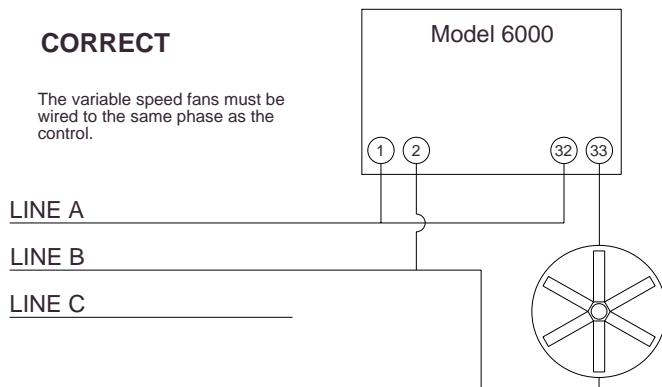 CORRECT
Model 6000
The variable speed fans must be
wired to the same phase as the
control.
1 2 32 33
LINE A
LINE B
LINE C